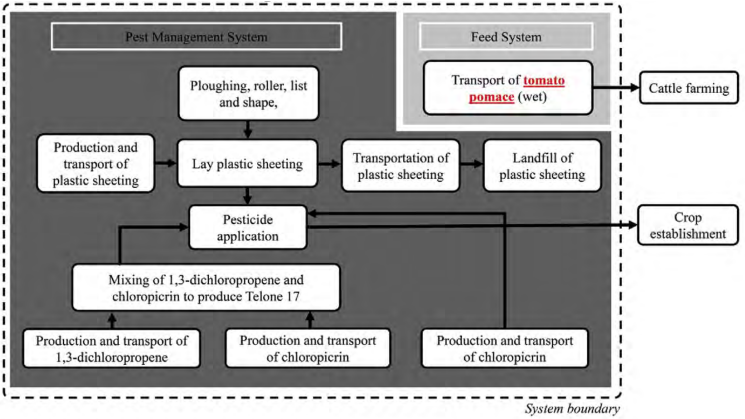 Pest Management System
Feed System
Ploughing, roller, list
and shape,
Transport of tomato
pomace (wet)
Cattle farming
Production and
transport of
plastic sheeting
Lay plastic sheeting
Transportation of
plastic sheeting
Landfill of
plastic sheeting
Pesticide
application
Crop
establishment
Mixing of 1,3-dichloropropene and
chloropicrin to produce Telone 17
Production and transport of
1,3-dichloropropene
Production and transport
of chloropicrin
Production and transport
of chloropicrin
System boundary